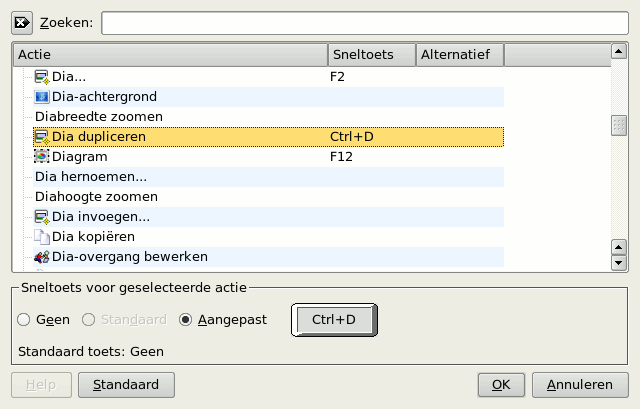 Zoeken:
Actie Sneltoets Alternatief
Dia... F2
Dia-achtergrond
Diabreedte zoomen
Dia dupliceren Ctrl+D
Diagram F12
Dia hernoemen...
Diahoogte zoomen
Dia invoegen...
Dia kopiëren
Dia-overgang bewerken
Sneltoets voor geselecteerde actie
Geen Standaard Aangepast Ctrl+D
Standaard toets: Geen
Help Standaard OK Annuleren